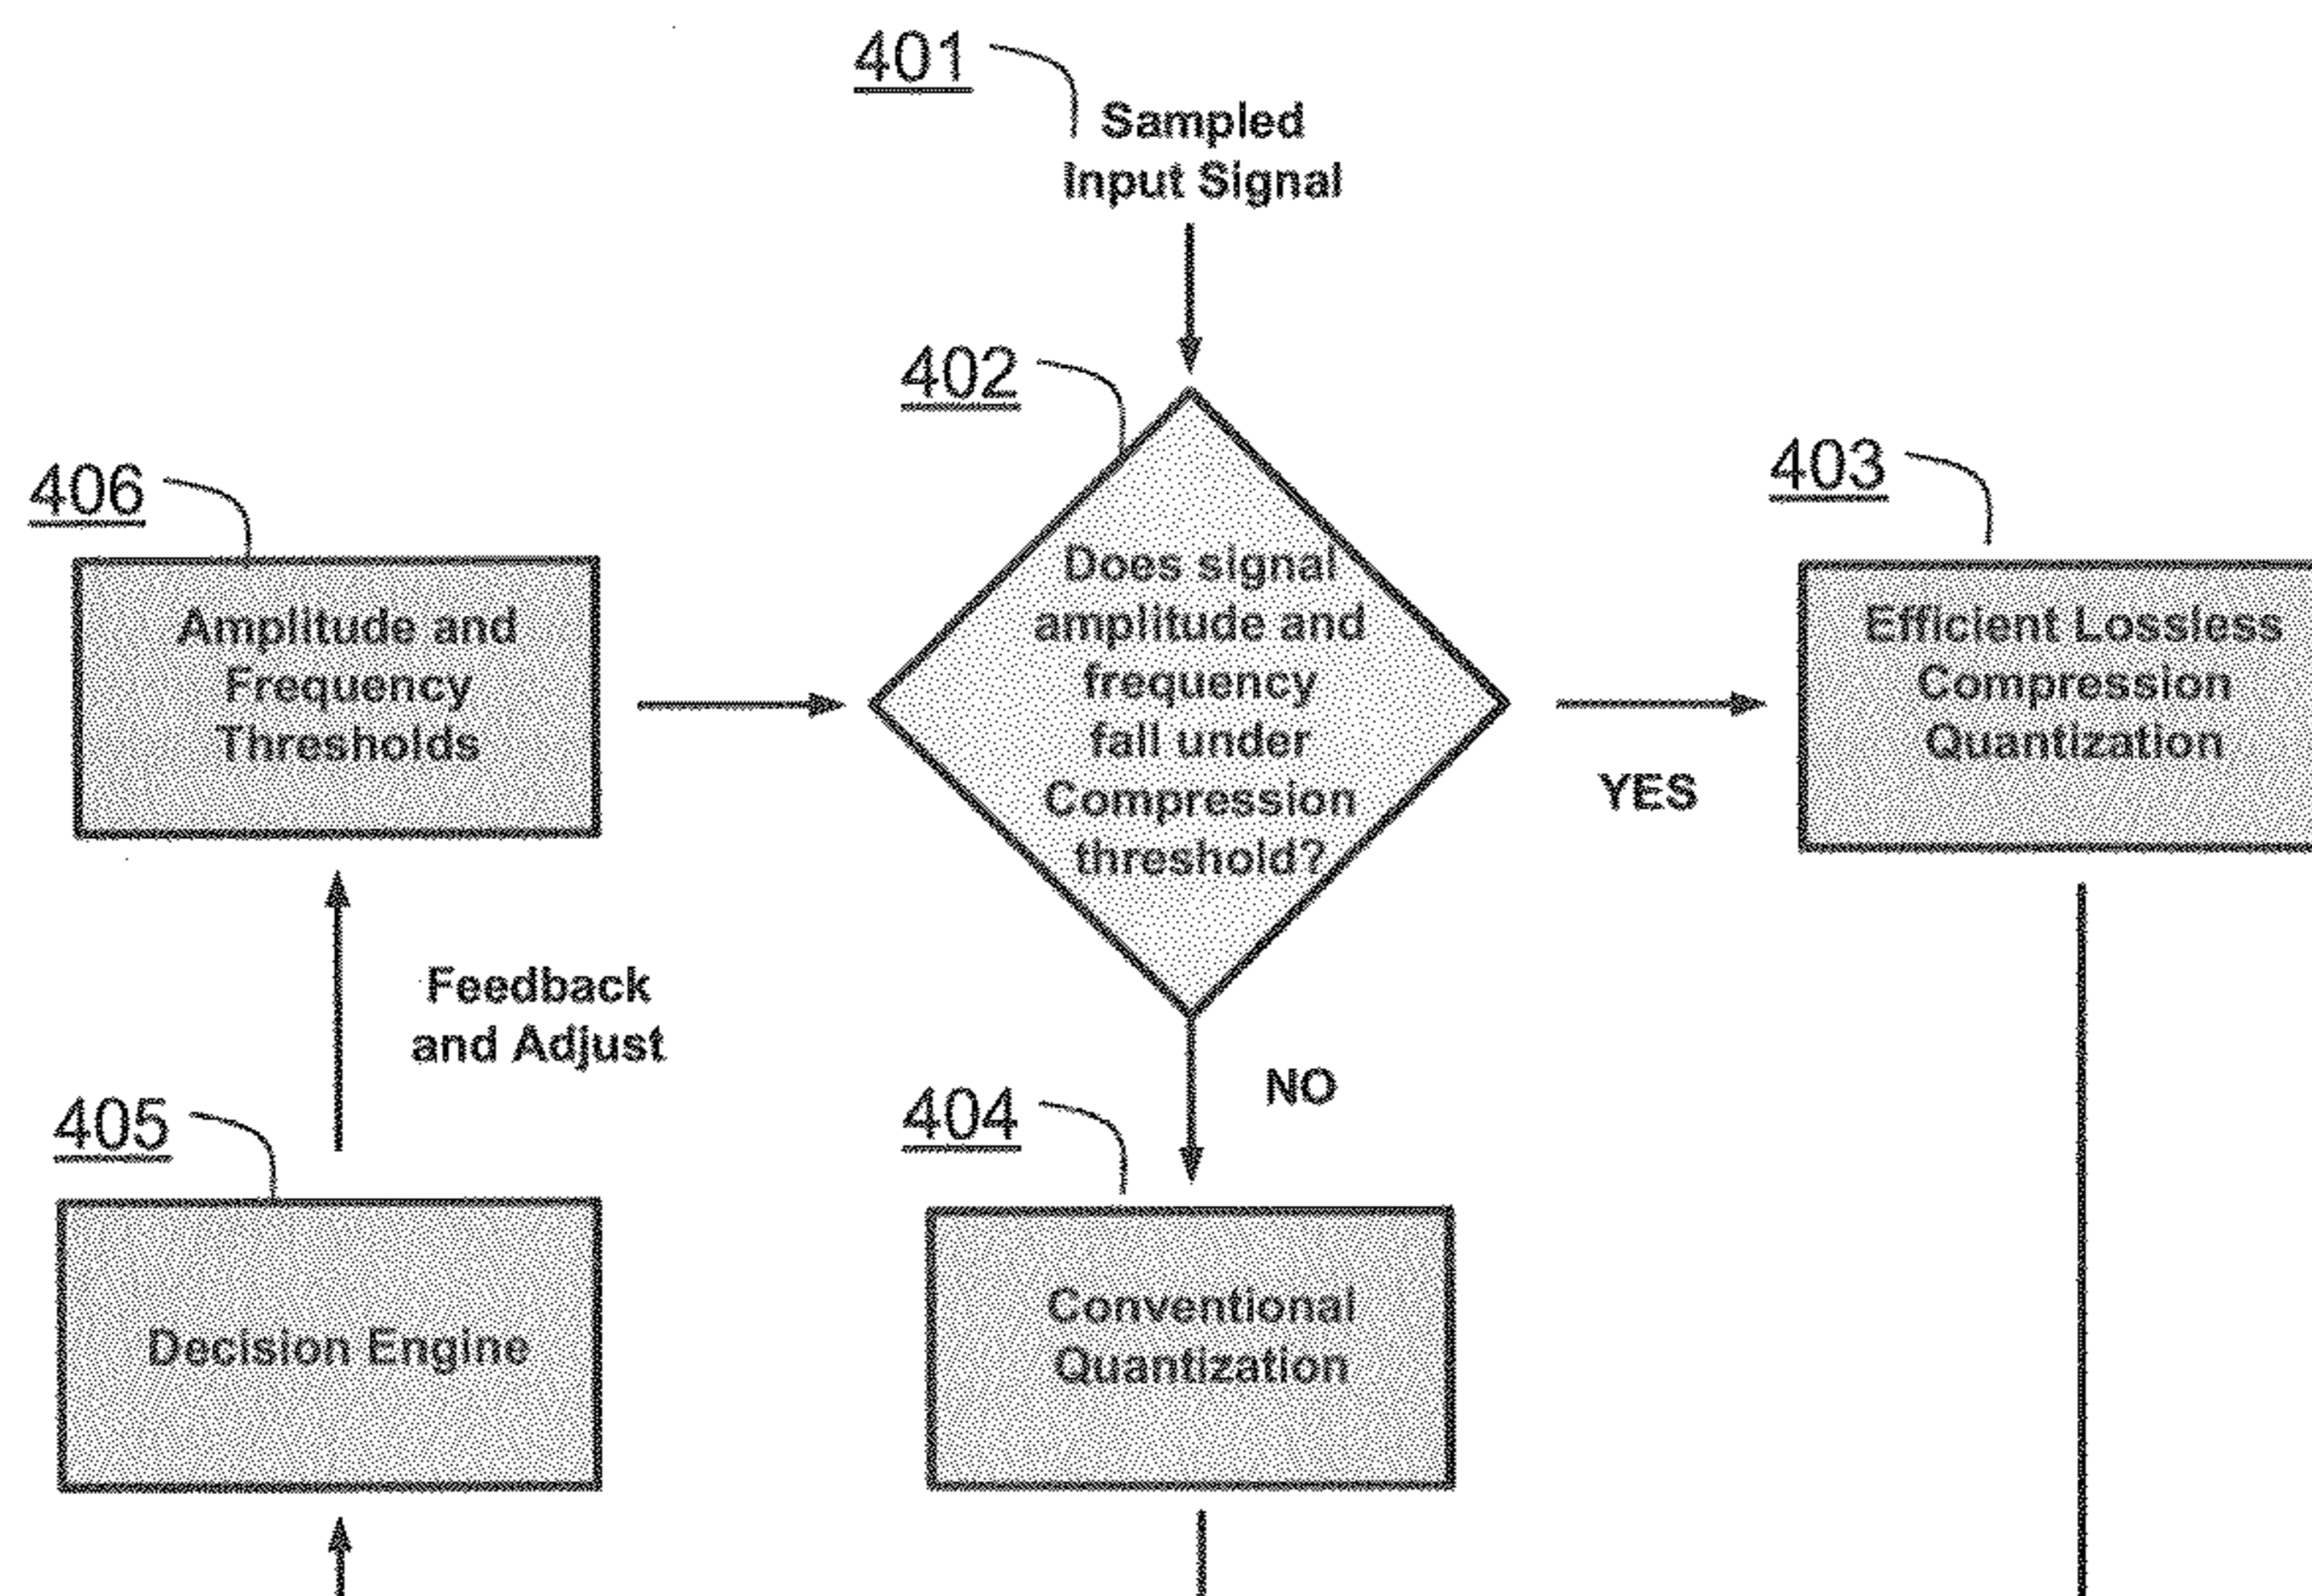 401
Sampled
Input Signal
402
Does signal
amplitude and
frequency
fall under
Compression
threshold?
403
Efficient Lossless
Compression
Quantization
YES
406
Amplitude and
Frequency
Thresholds
Feedback
and Adjust
NO
405
Decision Engine
404
Conventional
Quantization